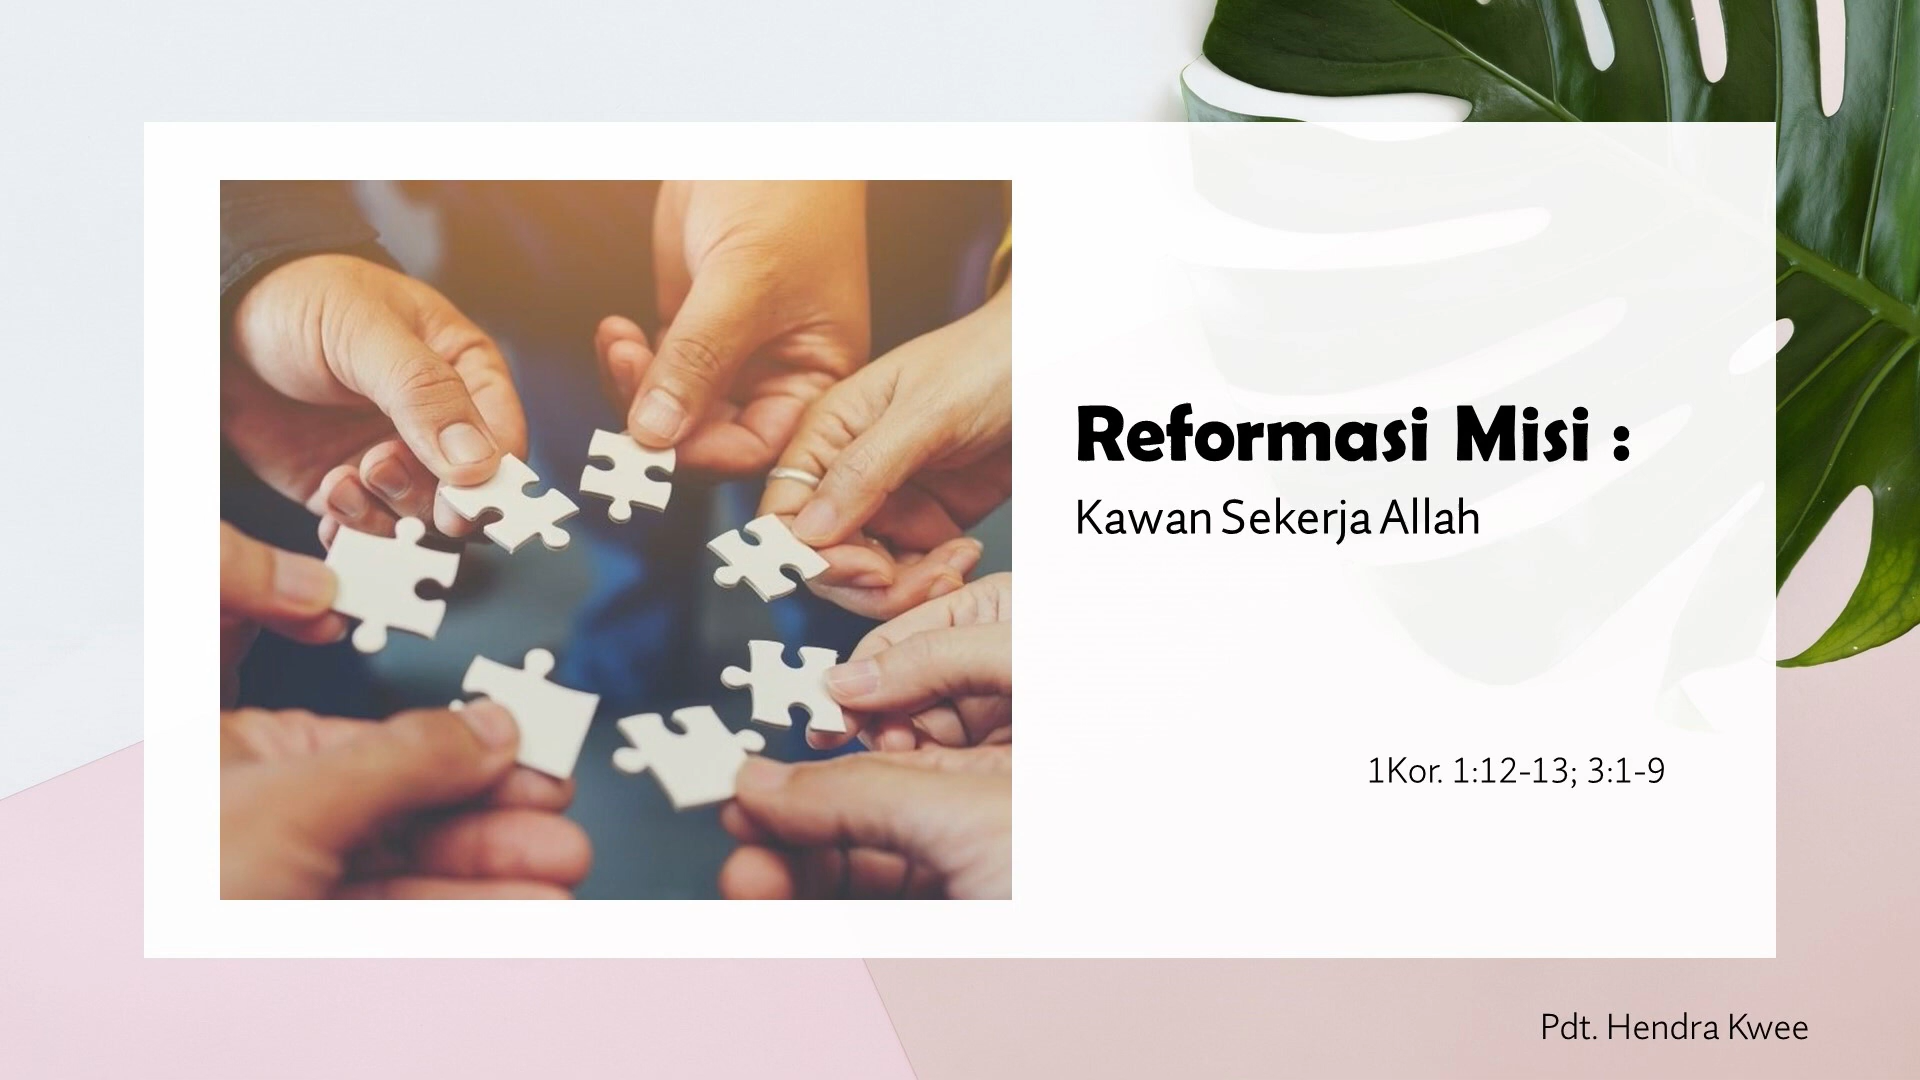 Reformasi Misi :
Kawan Sekerja Allah
1Kor. 1:12-13; 3:1-9
Pdt. Hendra Kwee